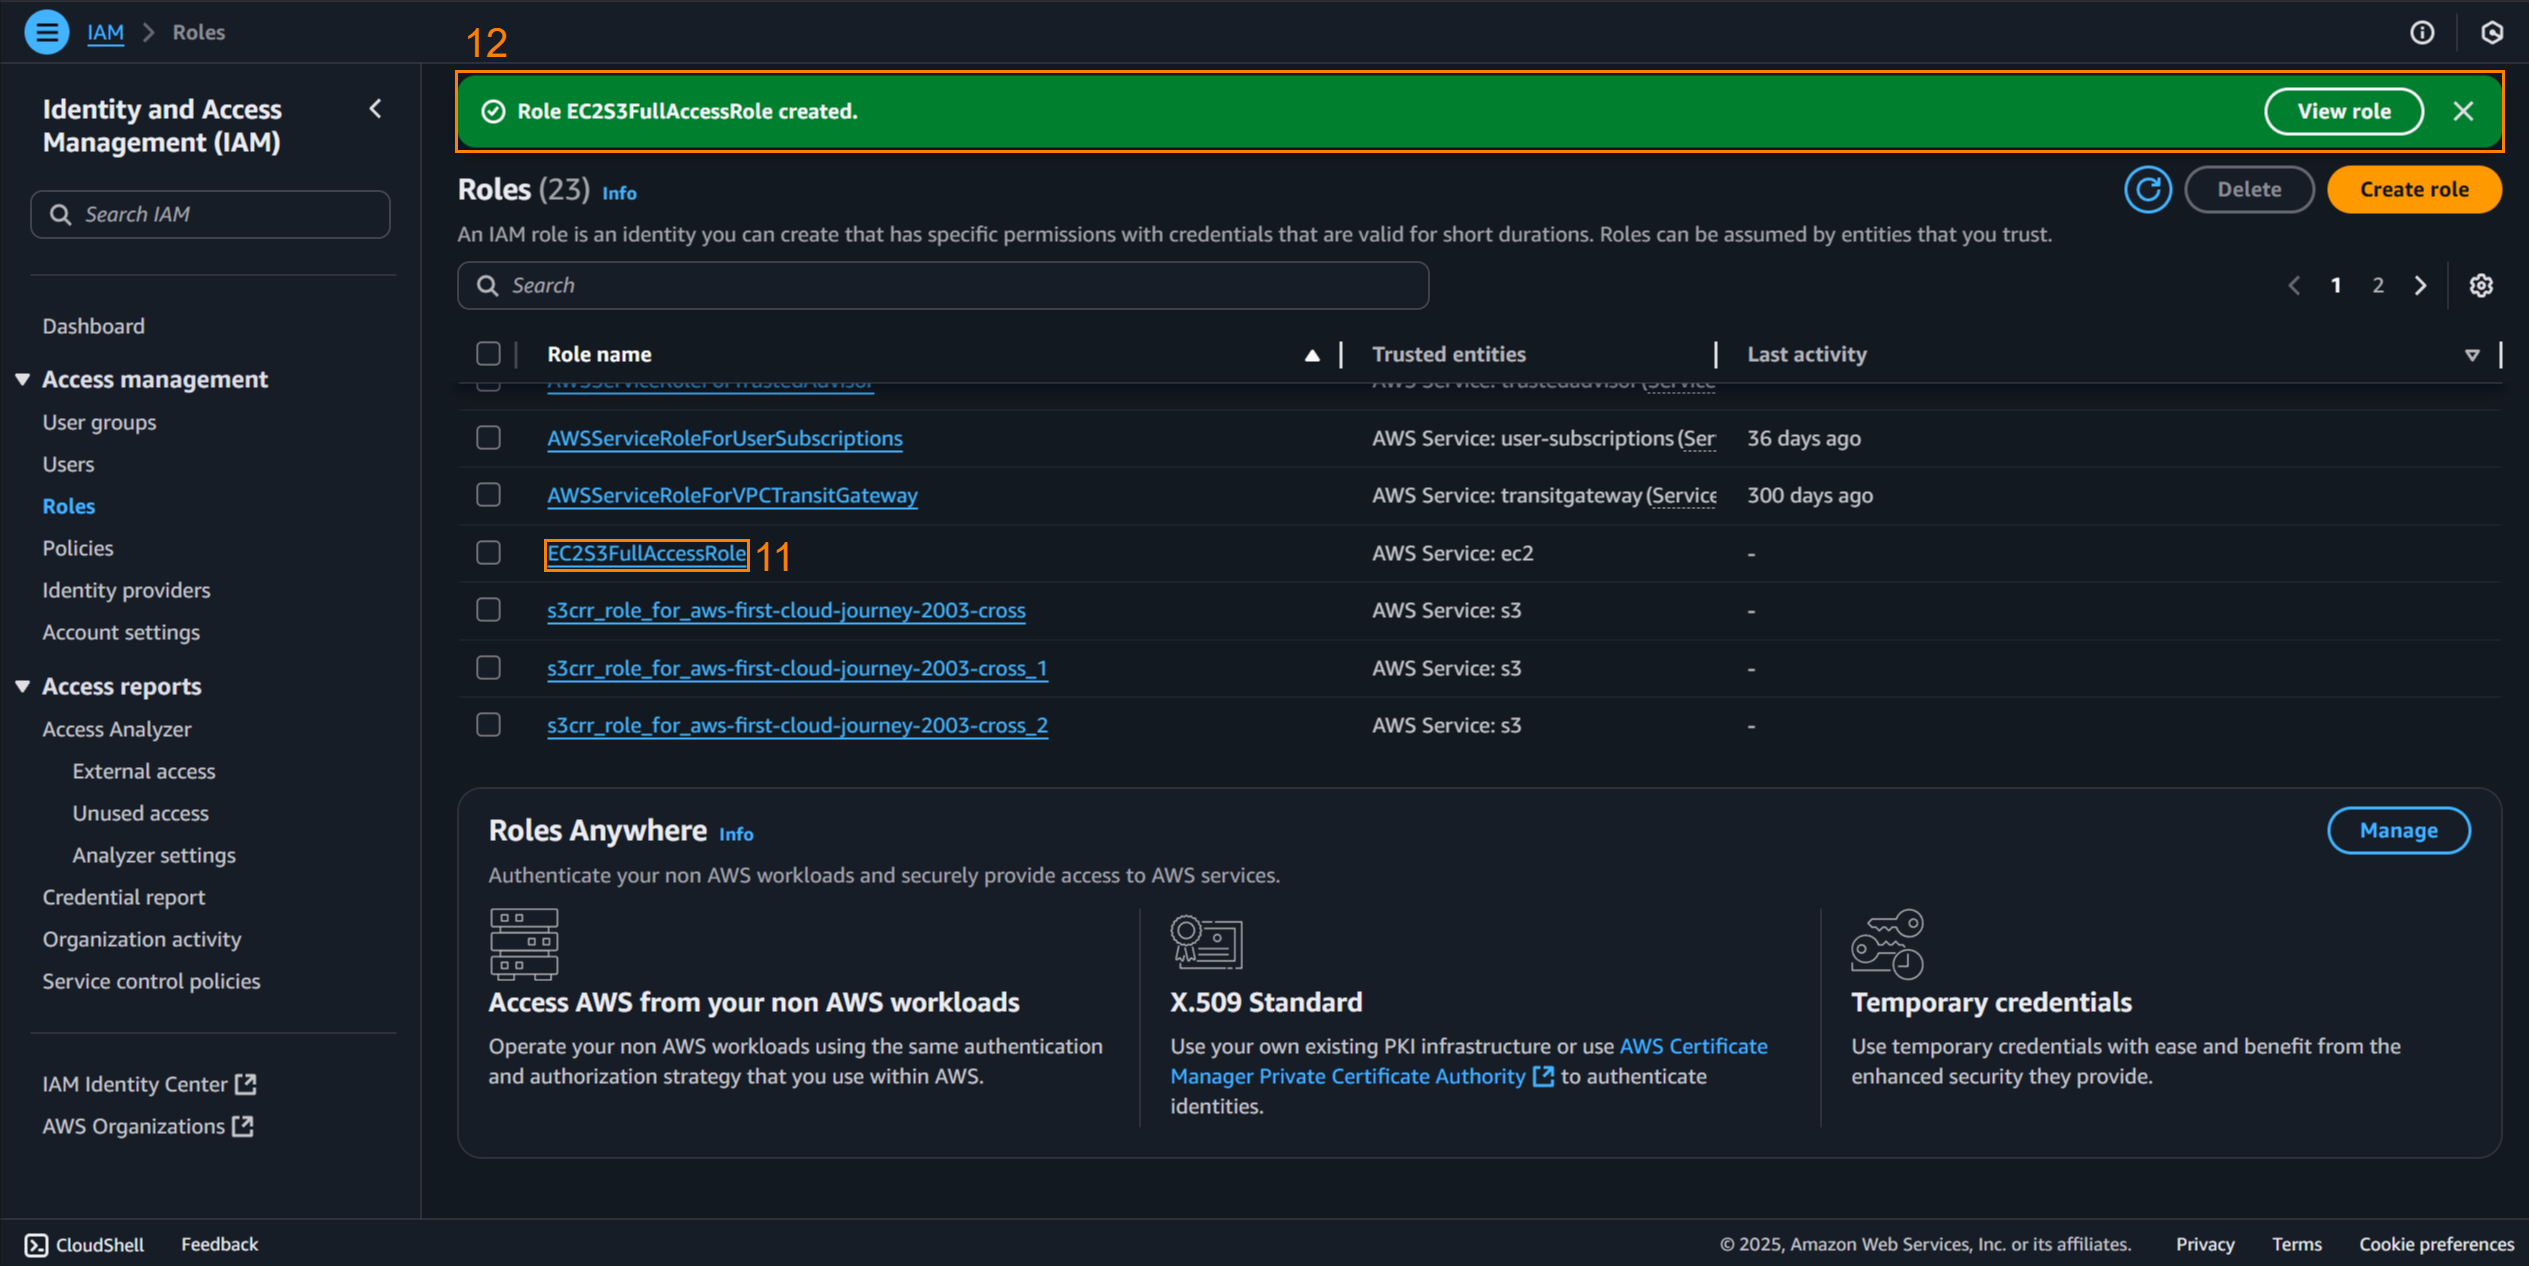 IAM > Roles
12
Identity and Access
Management (IAM)
Search IAM
Dashboard
Access management
User groups
Users
Roles
Policies
Identity providers
Account settings
Access reports
Access Analyzer
External access
Unused access
Analyzer settings
Credential report
Organization activity
Service control policies
IAM Identity Center
AWS Organizations
Role EC2S3FullAccessRole created.
View role
Roles (23) Info
Delete
Create role
An IAM role is an identity you can create that has specific permissions with credentials that are valid for short durations. Roles can be assumed by entities that you trust.
Search
1 2
Role name Trusted entities Last activity
AWSServiceRoleForTrustedAdvisor AWS Service: trustedadvisor (Service
AWSServiceRoleForUserSubscriptions AWS Service: user-subscriptions (Ser 36 days ago
AWSServiceRoleForVPCTransitGateway AWS Service: transitgateway (Service 300 days ago
EC2S3FullAccessRole 11 AWS Service: ec2 -
s3crr_role_for_aws-first-cloud-journey-2003-cross AWS Service: s3 -
s3crr_role_for_aws-first-cloud-journey-2003-cross_1 AWS Service: s3 -
s3crr_role_for_aws-first-cloud-journey-2003-cross_2 AWS Service: s3 -
Roles Anywhere Info
Manage
Authenticate your non AWS workloads and securely provide access to AWS services.
Access AWS from your non AWS workloads
Operate your non AWS workloads using the same authentication
and authorization strategy that you use within AWS.
X.509 Standard
Use your own existing PKI infrastructure or use AWS Certificate
Manager Private Certificate Authority to authenticate
identities.
Temporary credentials
Use temporary credentials with ease and benefit from the
enhanced security they provide.
CloudShell Feedback
© 2025, Amazon Web Services, Inc. or its affiliates. Privacy Terms Cookie preferences